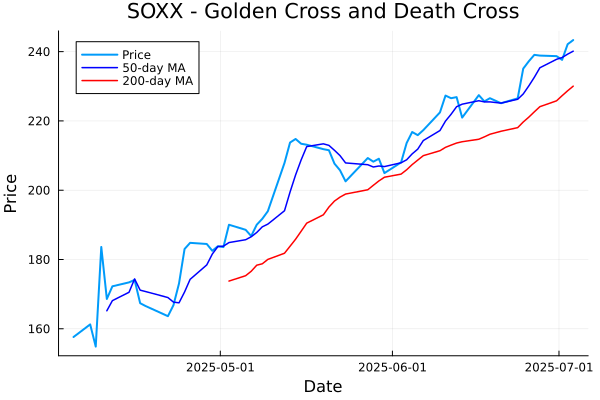 SOXX - Golden Cross and Death Cross
Price
50-day MA
200-day MA
Price
240
220
200
180
160
2025-05-01
2025-06-01
2025-07-01
Date